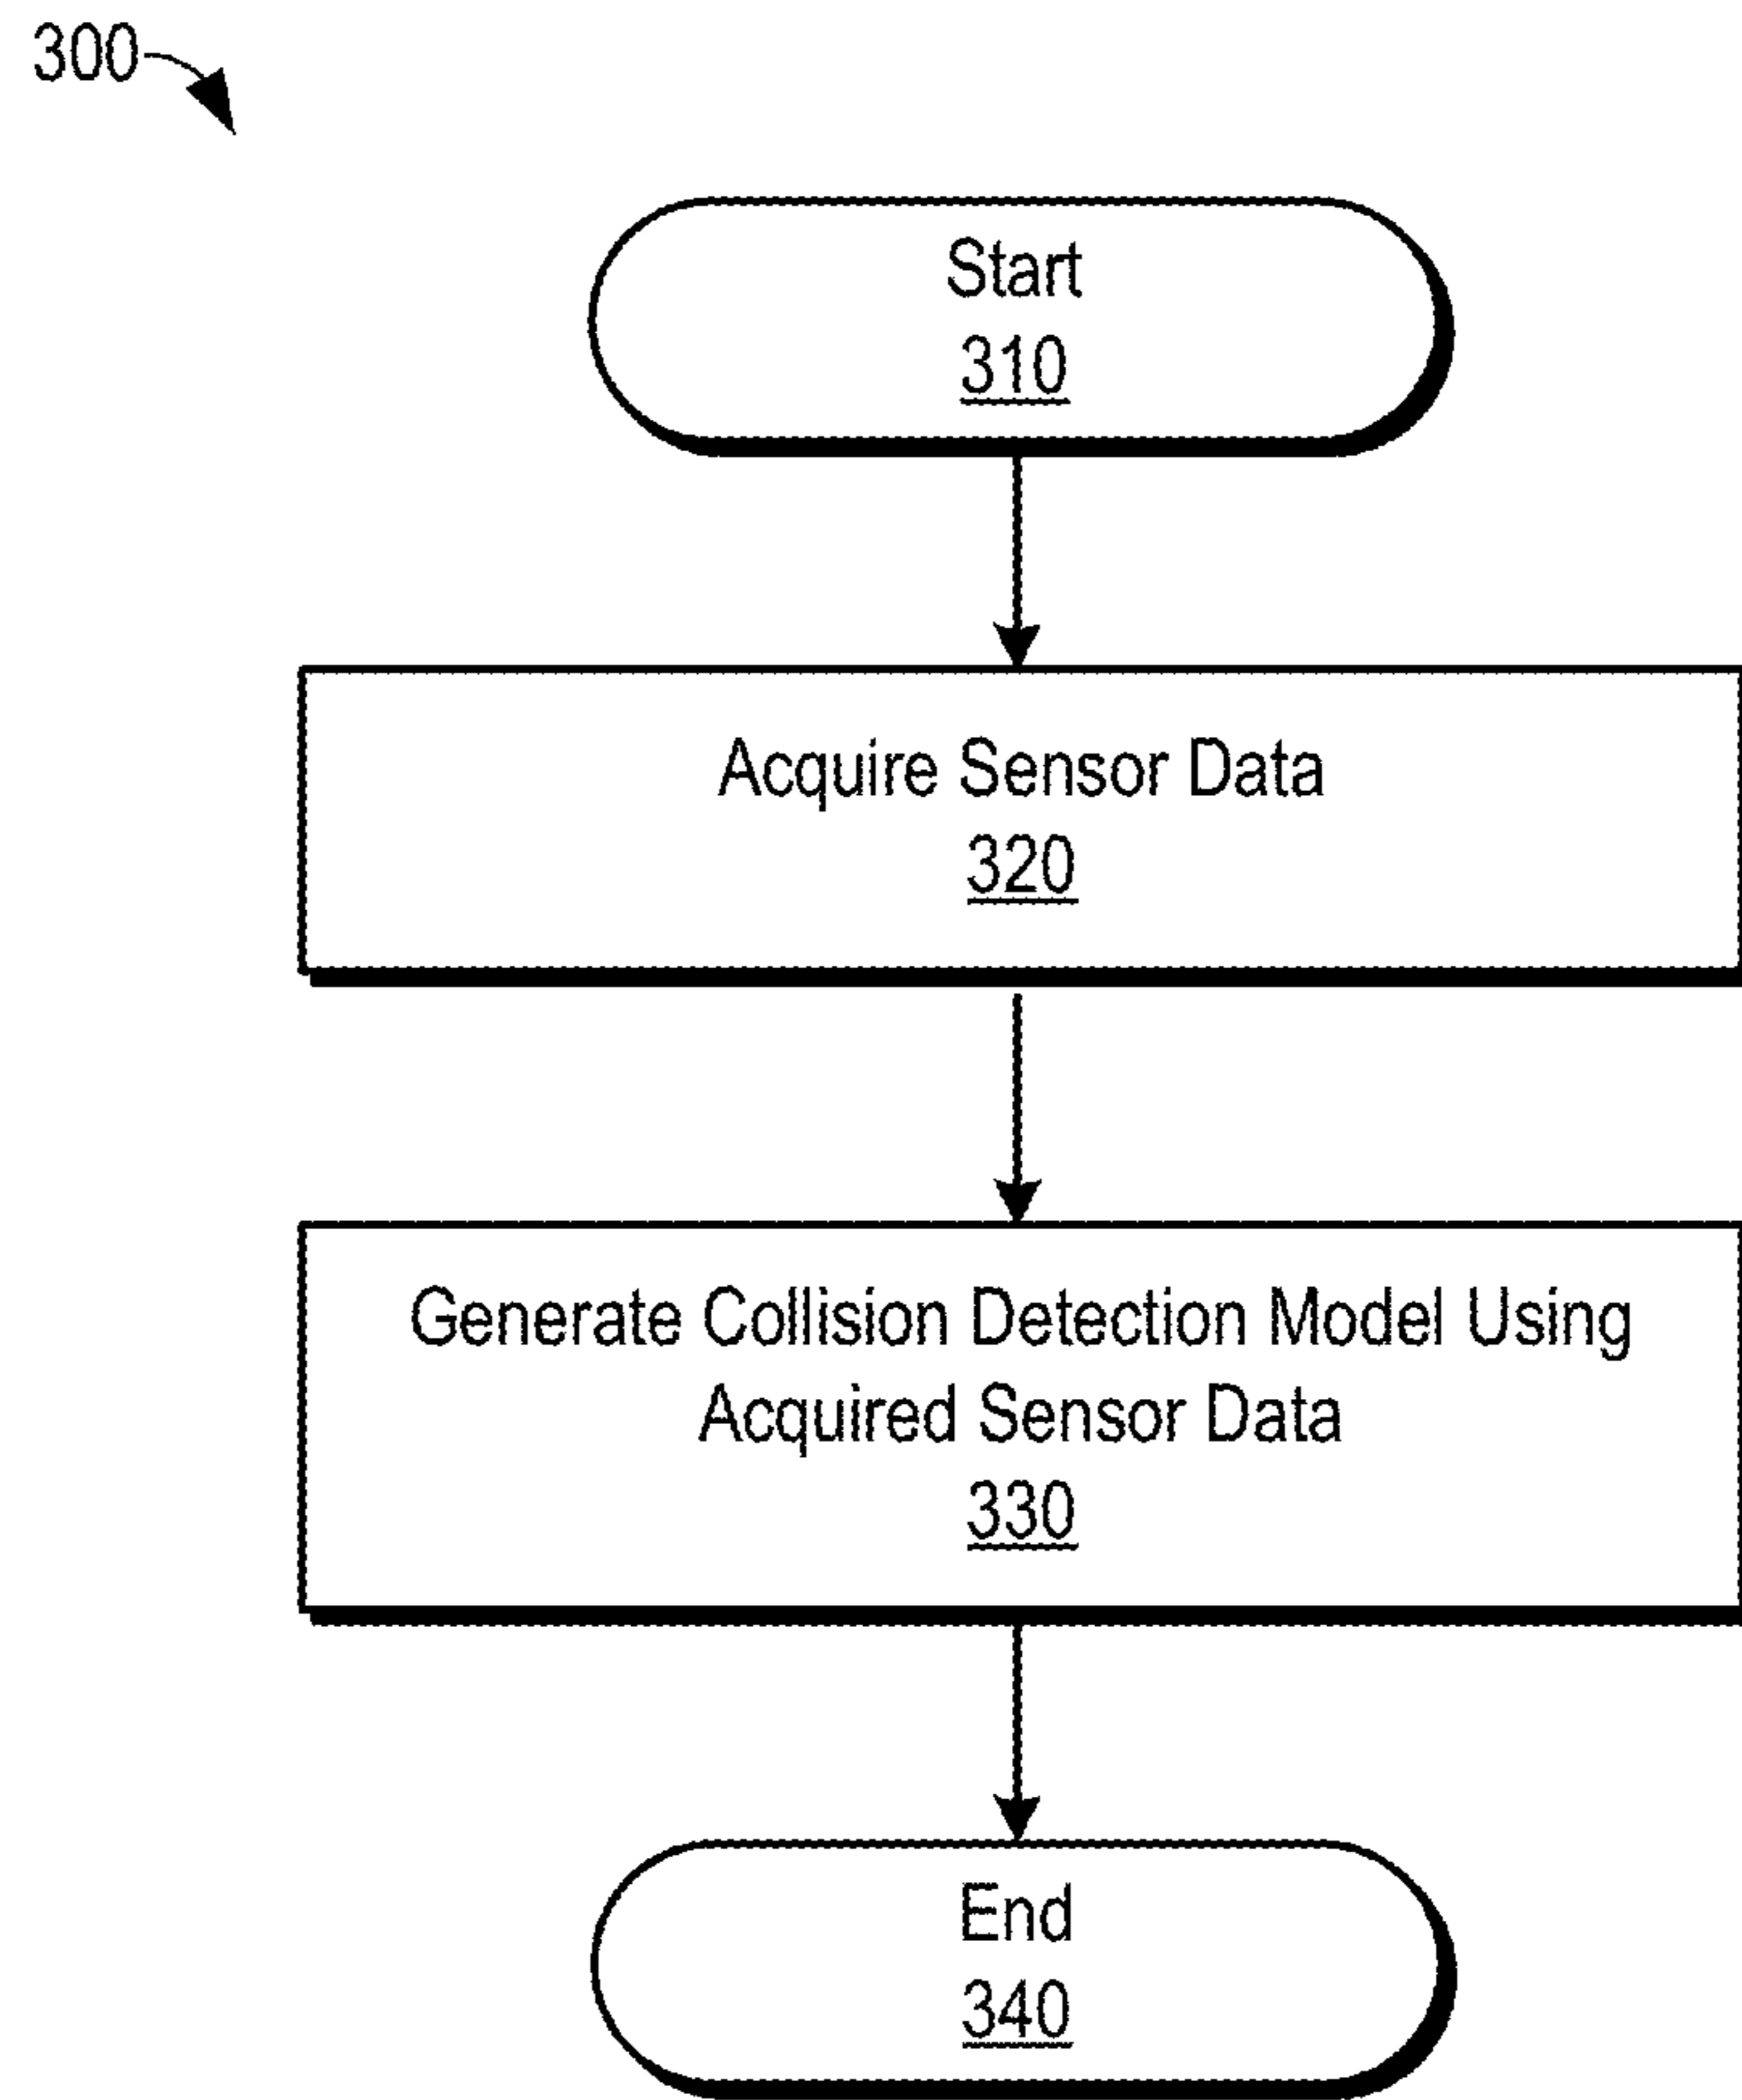 300
Start
310
Acquire Sensor Data
320
Generate Collision Detection Model Using
Acquired Sensor Data
330
End
340